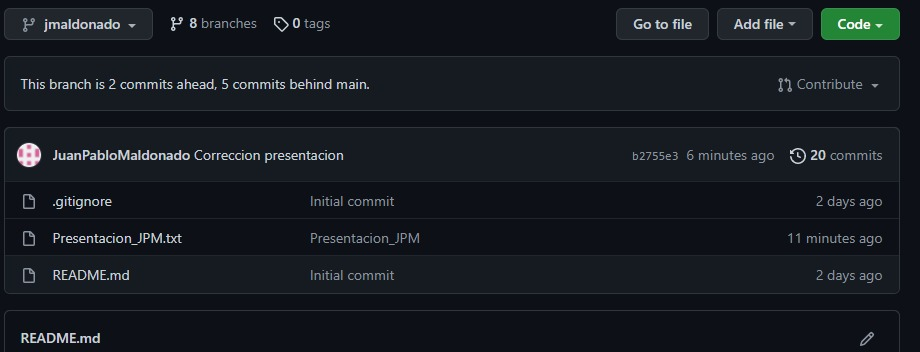 jmaldonado 8 branches 0 tags Go to file Add file Code
This branch is 2 commits ahead, 5 commits behind main. Contribute
JuanPabloMaldonado Correccion presentacion b2755e3 6 minutes ago 20 commits
.gitignore Initial commit 2 days ago
Presentacion_JPM.txt Presentacion_JPM 11 minutes ago
README.md Initial commit 2 days ago
README.md